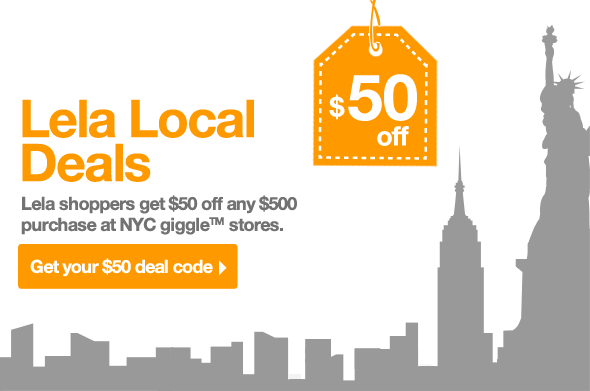 $50
off
Lela Local
Deals
Lela shoppers get $50 off any $500
purchase at NYC giggle™ stores.
Get your $50 deal code